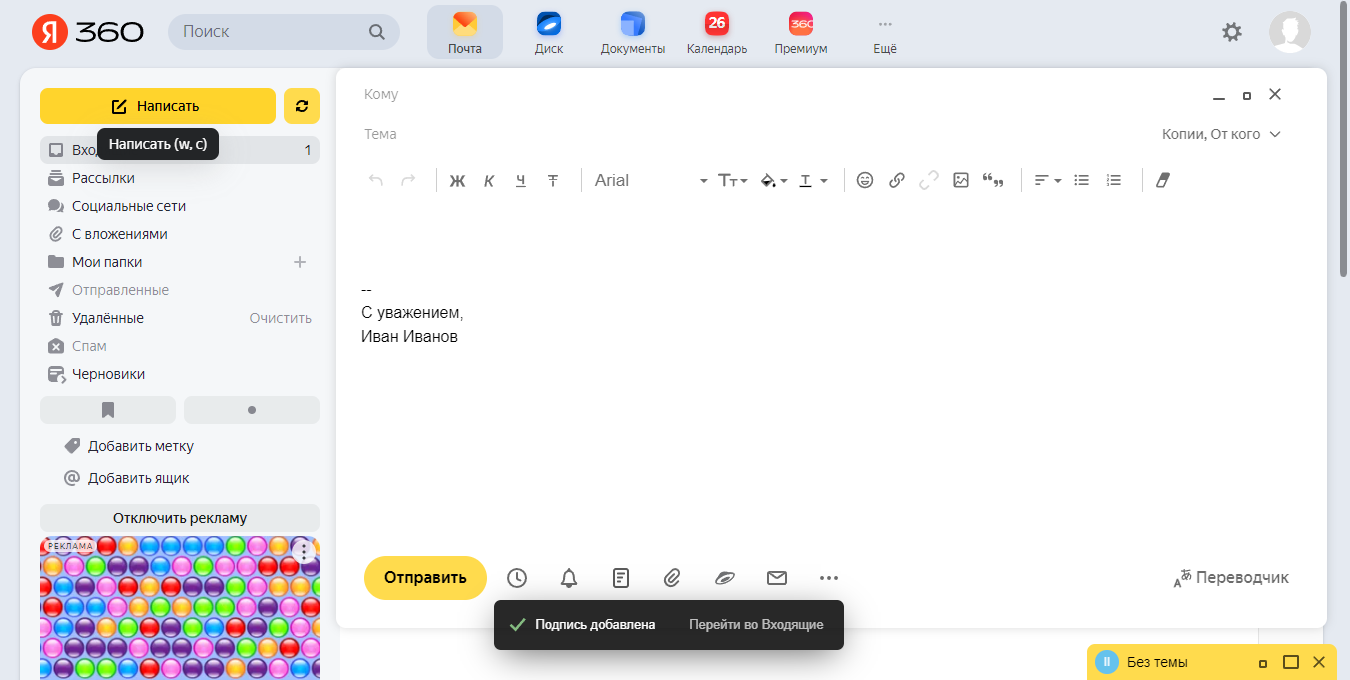 Я 360
Поиск
Почта
Диск
Документы
26
Календарь
360
Премиум
Ещё
Написать
Написать (w, c)
Вхо
1
Рассылки
Социальные сети
С вложениями
Мои папки
Отправленные
Удалённые
Очистить
Спам
Черновики
Добавить метку
Добавить ящик
Отключить рекламу
РЕКЛАМА
Кому
Тема
Копии, От кого
Ж К Ч Т Arial Тт Т
--
С уважением,
Иван Иванов
Отправить
Переводчик
Подпись добавлена
Перейти во Входящие
Без темы